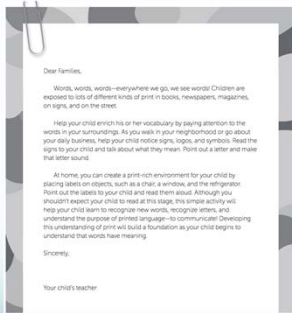 Dear Families,
Words, words, words—everywhere we go, we see words! Children are
exposed to lots of different kinds of print in books, newspapers, magazines,
on signs, and on the street.
Help your child enrich his or her vocabulary by paying attention to the
words in your surroundings. As you walk in your neighborhood or go about
your daily business, help your child notice signs, logos, and symbols. Read the
signs to your child and talk about what they mean. Point out a letter and make
that letter sound.
At home, you can create a print-rich environment for your child by
placing labels on objects, such as a chair, a window, and the refrigerator.
Point out the labels to your child and read them aloud. Although you
shouldn't expect your child to read at this stage, this simple activity will
help your child learn to recognize new words, recognize letters, and
understand the purpose of printed language—to communicate! Developing
this understanding of print will build a foundation as your child begins to
understand that words have meaning.
Sincerely,
Your child's teacher